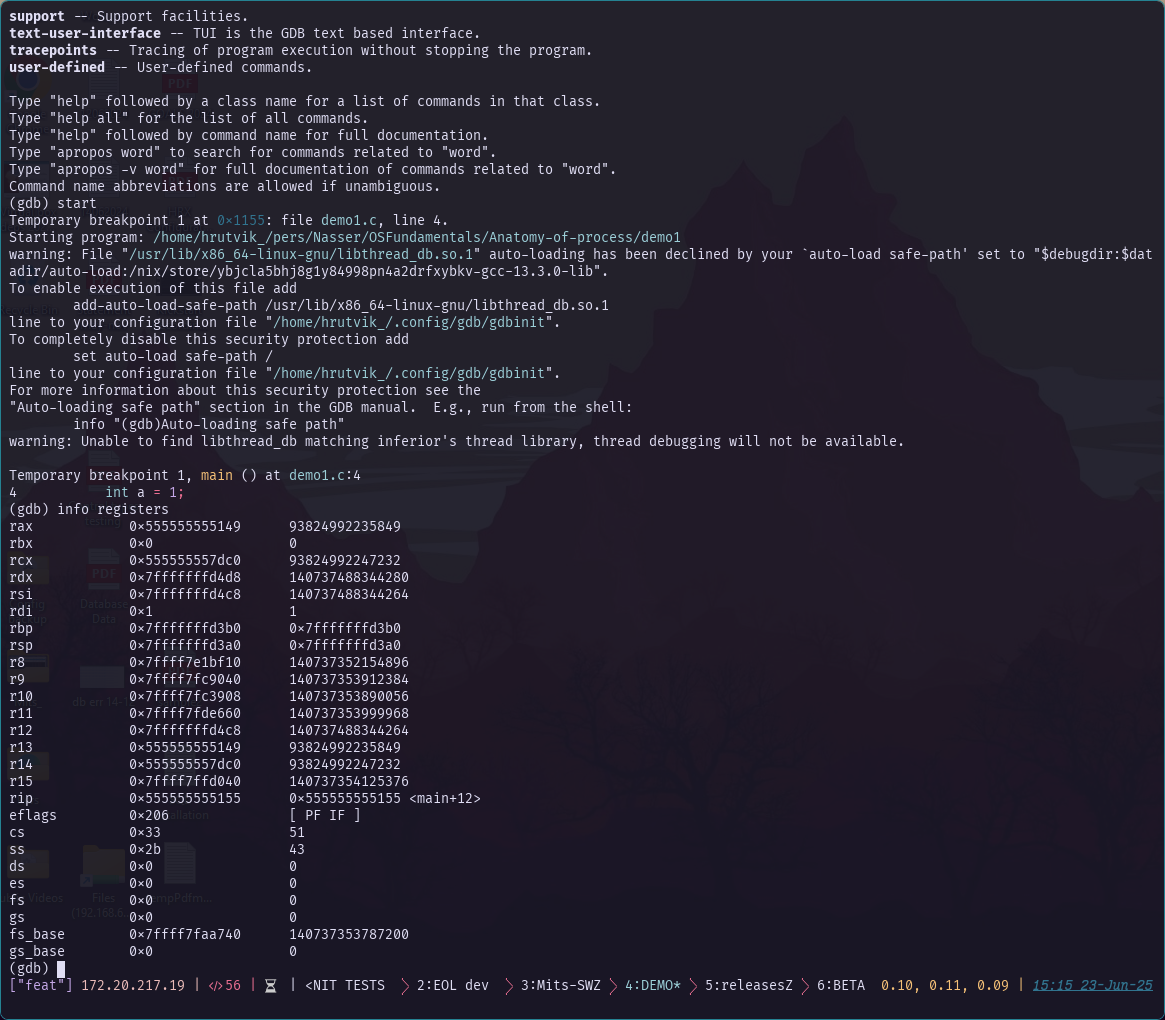 support -- Support facilities.
text-user-interface -- TUI is the GDB text based interface.
tracepoints -- Tracing of program execution without stopping the program.
user-defined -- User-defined commands.
Type "help" followed by a class name for a list of commands in that class.
Type "help all" for the list of all commands.
Type "help" followed by command name for full documentation.
Type "apropos word" to search for commands related to "word".
Type "apropos -v word" for full documentation of commands related to "word".
Command name abbreviations are allowed if unambiguous.
(gdb) start
Temporary breakpoint 1 at 0x1155: file demo1.c, line 4.
Starting program: /home/hrutvik_/pers/Nasser/OSFundamentals/Anatomy-of-process/demo1
warning: File "/usr/lib/x86_64-linux-gnu/libthread_db.so.1" auto-loading has been declined by your `auto-load safe-path' set to "$debugdir:$dat
adir/auto-load:/nix/store/ybjcla5bhj8g1y84998pn4a2drfxybkv-gcc-13.3.0-lib".
To enable execution of this file add
        add-auto-load-safe-path /usr/lib/x86_64-linux-gnu/libthread_db.so.1
line to your configuration file "/home/hrutvik_/.config/gdb/gdbinit".
To completely disable this security protection add
        set auto-load safe-path /
line to your configuration file "/home/hrutvik_/.config/gdb/gdbinit".
For more information about this security protection see the
"Auto-loading safe path" section in the GDB manual.  E.g., run from the shell:
        info "(gdb)Auto-loading safe path"
warning: Unable to find libthread_db matching inferior's thread library, thread debugging will not be available.
Temporary breakpoint 1, main () at demo1.c:4
4           int a = 1;
(gdb) info registers
rax            0x555555555149      93824992235849
rbx            0x0                 0
rcx            0x555555557dc0      93824992247232
rdx            0x7fffffffd4d8      140737488344280
rsi            0x7fffffffd4c8      140737488344264
rdi            0x1                 1
rbp            0x7fffffffd3b0      0x7fffffffd3b0
rsp            0x7fffffffd3a0      0x7fffffffd3a0
r8             0x7ffff7e1bf10      140737352154896
r9             0x7ffff7fc9040      140737353912384
r10            0x7ffff7fc3908      140737353890056
r11            0x7ffff7fde660      140737353999968
r12            0x7fffffffd4c8      140737488344264
r13            0x555555555149      93824992235849
r14            0x555555557dc0      93824992247232
r15            0x7ffff7ffd040      140737354125376
rip            0x555555555155      0x555555555155 <main+12>
eflags         0x206               [ PF IF ]
cs             0x33                51
ss             0x2b                43
ds             0x0                 0
es             0x0                 0
fs             0x0                 0
gs             0x0                 0
fs_base        0x7ffff7faa740      140737353787200
gs_base        0x0                 0
(gdb)
["feat"] 172.20.217.19 | </> 56 | | <NIT TESTS 2:EOL dev 3:Mits-SWZ 4:DEMO* 5:releasesZ 6:BETA 0.10, 0.11, 0.09 | 15:15 23-Jun-25